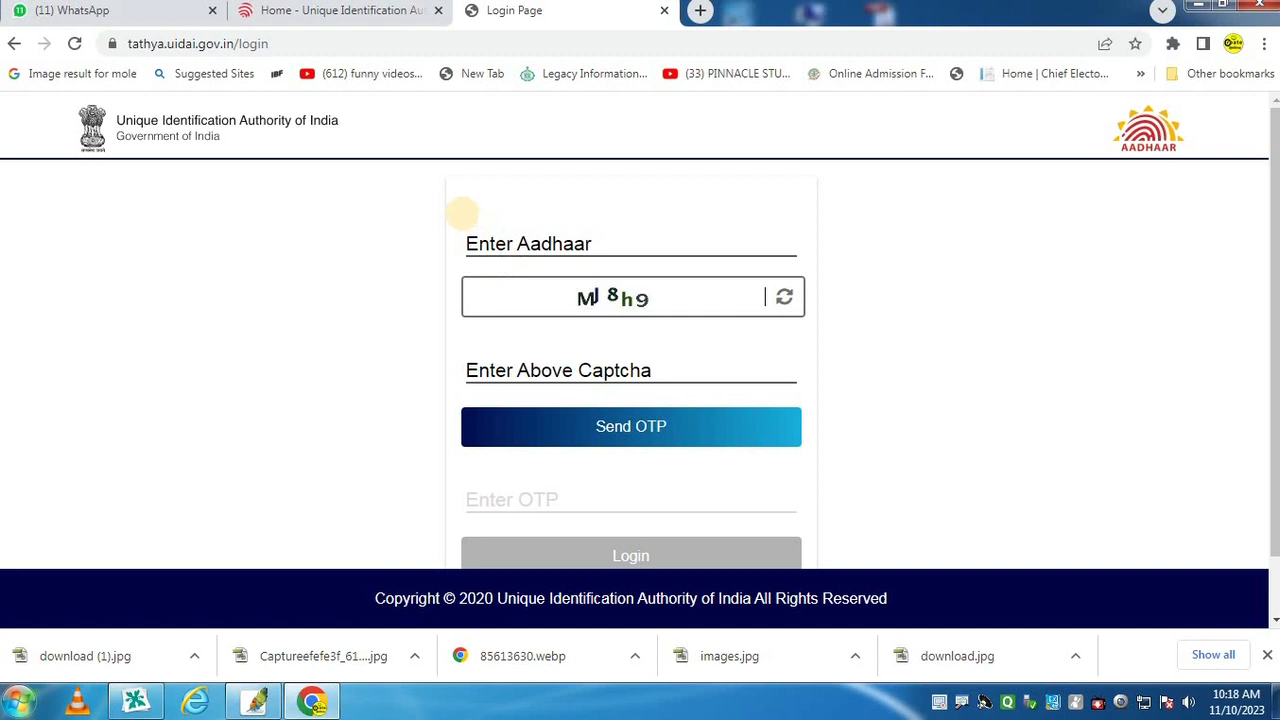 (11) WhatsApp
Home - Unique Identification Au
Login Page
tathya.uidai.gov.in/login
Image result for mole
Suggested Sites
(612) funny videos...
New Tab
Legacy Information...
(33) PINNACLE STU...
Online Admission F...
Home | Chief Electo...
»
Other bookmarks
Unique Identification Authority of India
Government of India
AADHAAR
Enter Aadhaar
MJ8h9
Enter Above Captcha
Send OTP
Enter OTP
Login
Copyright © 2020 Unique Identification Authority of India All Rights Reserved
download (1).jpg
Captureefefe3f_61....jpg
85613630.webp
images.jpg
download.jpg
Show all
10:18 AM
11/10/2023